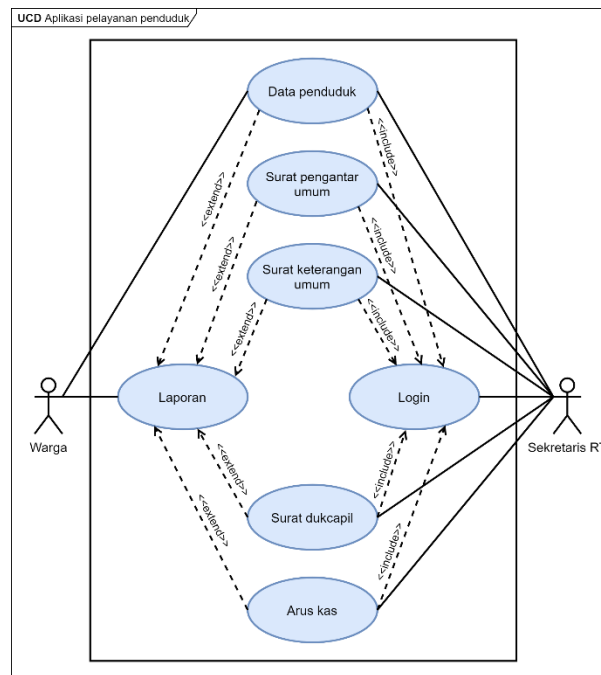 UCD Aplikasi pelayanan penduduk
Data penduduk
<<extend>>
<<include>>
Surat pengantar
umum
<<extend>>
<<include>>
Surat keterangan
umum
<<extend>>
<<include>>
Laporan
Login
Warga
Sekretaris RT
<<extend>>
<<include>>
Surat dukcapil
<<extend>>
<<include>>
Arus kas